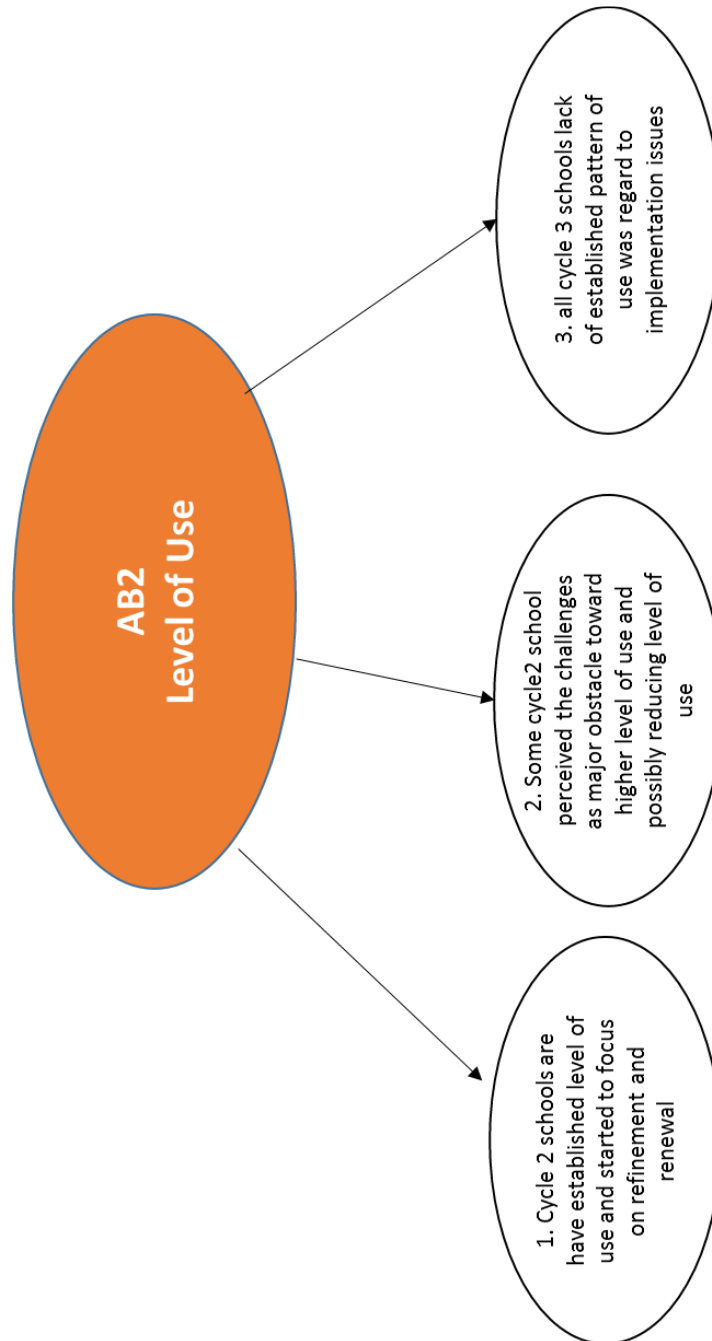 AB2
Level of Use
1. Cycle 2 schools are
have established level of
use and started to focus
on refinement and
renewal
2. Some cycle2 school
perceived the challenges
as major obstacle toward
higher level of use and
possibly reducing level of
use
3. all cycle 3 schools lack
of established pattern of
use was regard to
implementation issues